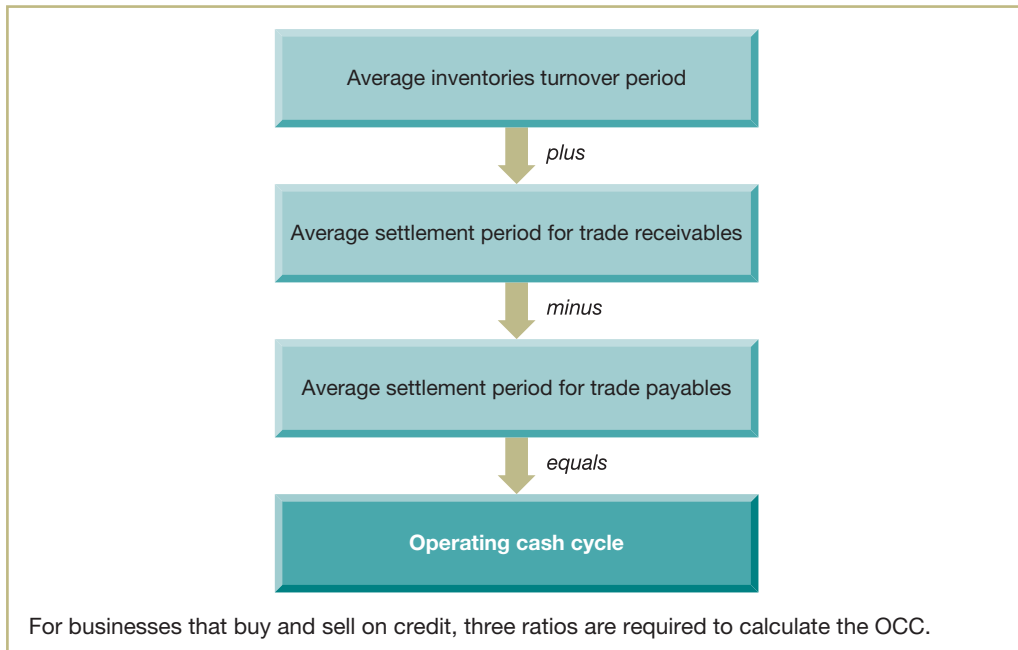 Average inventories turnover period
plus
Average settlement period for trade receivables
minus
Average settlement period for trade payables
equals
Operating cash cycle
For businesses that buy and sell on credit, three ratios are required to calculate the OCC.